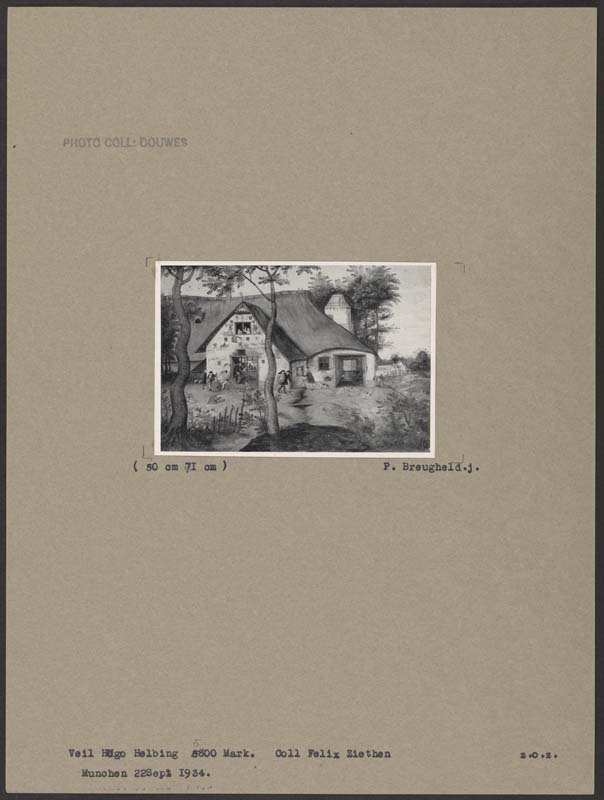 PHOTO COLL: DOUWES
( 50 cm 71 cm ) P. Breugheld.j.
Veil Hugo Helbing 5800 Mark. Coll Felix Ziethen z.o.z.
Munchen 22Sept 1934.